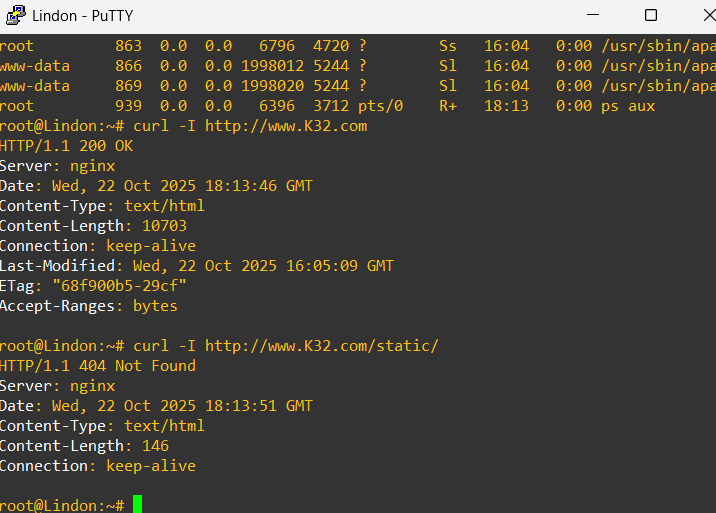 Lindon - PuTTY
root 863 0.0 0.0 6796 4720 ? Ss 16:04 0:00 /usr/sbin/apa
www-data 866 0.0 0.0 1998012 5244 ? Sl 16:04 0:00 /usr/sbin/apa
www-data 869 0.0 0.0 1998020 5244 ? Sl 16:04 0:00 /usr/sbin/apa
root 939 0.0 0.0 6396 3712 pts/0 R+ 18:13 0:00 ps aux
root@Lindon:~# curl -I http://www.K32.com
HTTP/1.1 200 OK
Server: nginx
Date: Wed, 22 Oct 2025 18:13:46 GMT
Content-Type: text/html
Content-Length: 10703
Connection: keep-alive
Last-Modified: Wed, 22 Oct 2025 16:05:09 GMT
ETag: "68f900b5-29cf"
Accept-Ranges: bytes
root@Lindon:~# curl -I http://www.K32.com/static/
HTTP/1.1 404 Not Found
Server: nginx
Date: Wed, 22 Oct 2025 18:13:51 GMT
Content-Type: text/html
Content-Length: 146
Connection: keep-alive
root@Lindon:~#